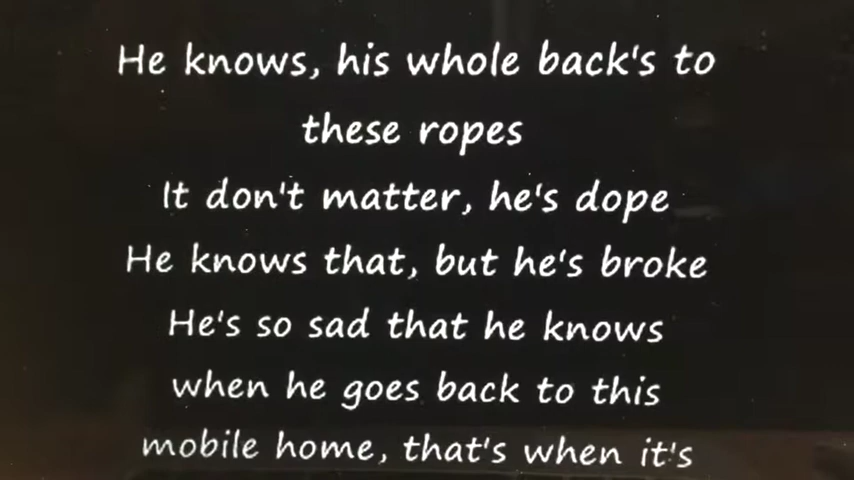 He knows, his whole back's to
these ropes
It don't matter, he's dope
He knows that, but he's broke
He's so sad that he knows
when he goes back to this
mobile home, that's when it's